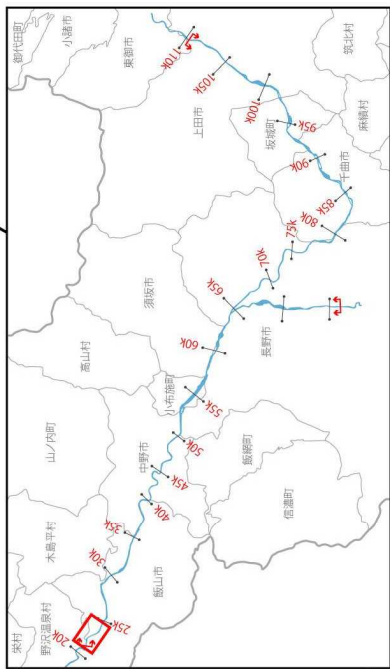 栄村
野沢温泉村
木島平村
山ノ内町
高山村
須坂市
東御市
小諸市
御代田町
飯山市
中野市
小布施町
上田市
坂城町
筑北村
麻績村
千曲市
長野市
飯綱町
信濃町
20k
25k
30k
35k
40k
45k
50k
55k
60k
65k
70k
75k
80k
85k
90k
95k
100k
105k
110k